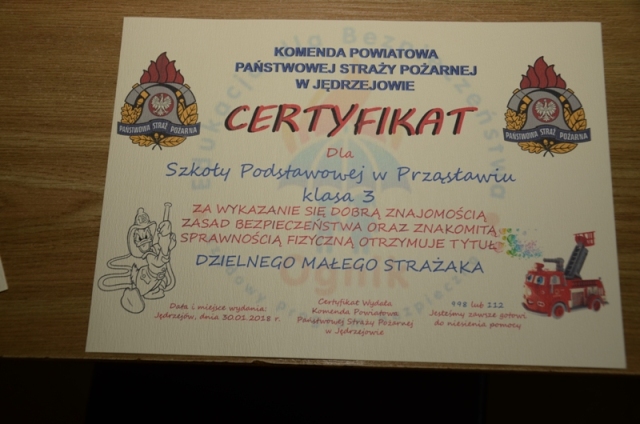 KOMENDA POWIATOWA
PAŃSTWOWEJ STRAŻY POŻARNEJ
W JĘDRZEJOWIE
PAŃSTWOWA STRAŻ POŻARNA
PAŃSTWOWA STRAŻ POŻARNA
CERTYFIKAT
Dla
Szkoły Podstawowej w Prząsławiu
klasa 3
ZA WYKAZANIE SIĘ DOBRĄ ZNAJOMOŚCIĄ
ZASAD BEZPIECZEŃSTWA ORAZ ZNAKOMITĄ
SPRAWNOŚCIĄ FIZYCZNĄ OTRZYMUJE TYTUŁ
DZIELNEGO MAŁEGO STRAŻAKA
Ognik
Data i miejsce wydania:
Jędrzejów, dnia 30.01.2018 r.
Certyfikat Wydała
Komenda Powiatowa
Państwowej Straży Pożarnej
w Jędrzejowie
998 lub 112
Jesteśmy zawsze gotowi
do niesienia pomocy